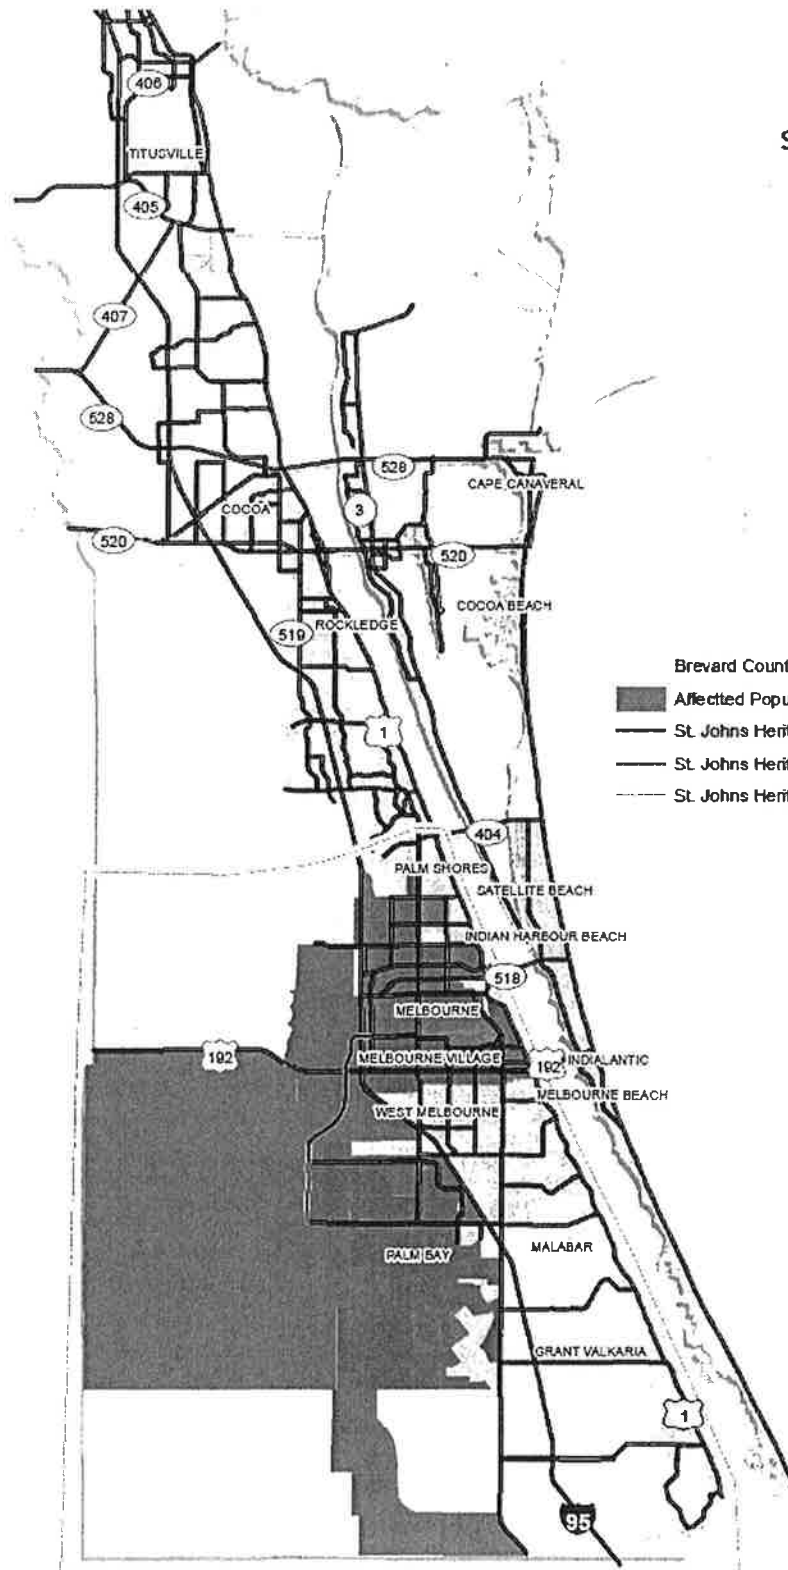 406
S
TITUSVILLE
405
407
528
528
CAPE CANAVERAL
COCOA
3
520
520
COCOA BEACH
ROCKLEDGE
519
Brevard Count
Affectted Popu
1
St. Johns Herit
St. Johns Herit
St. Johns Herit
404
PALM SHORES
SATELLITE BEACH
INDIAN HARBOUR BEACH
518
MELBOURNE
192
MELBOURNE VILLAGE
192
INDIALANTIC
MELBOURNE BEACH
WEST MELBOURNE
PALM BAY
MALABAR
GRANT VALKARIA
1
95